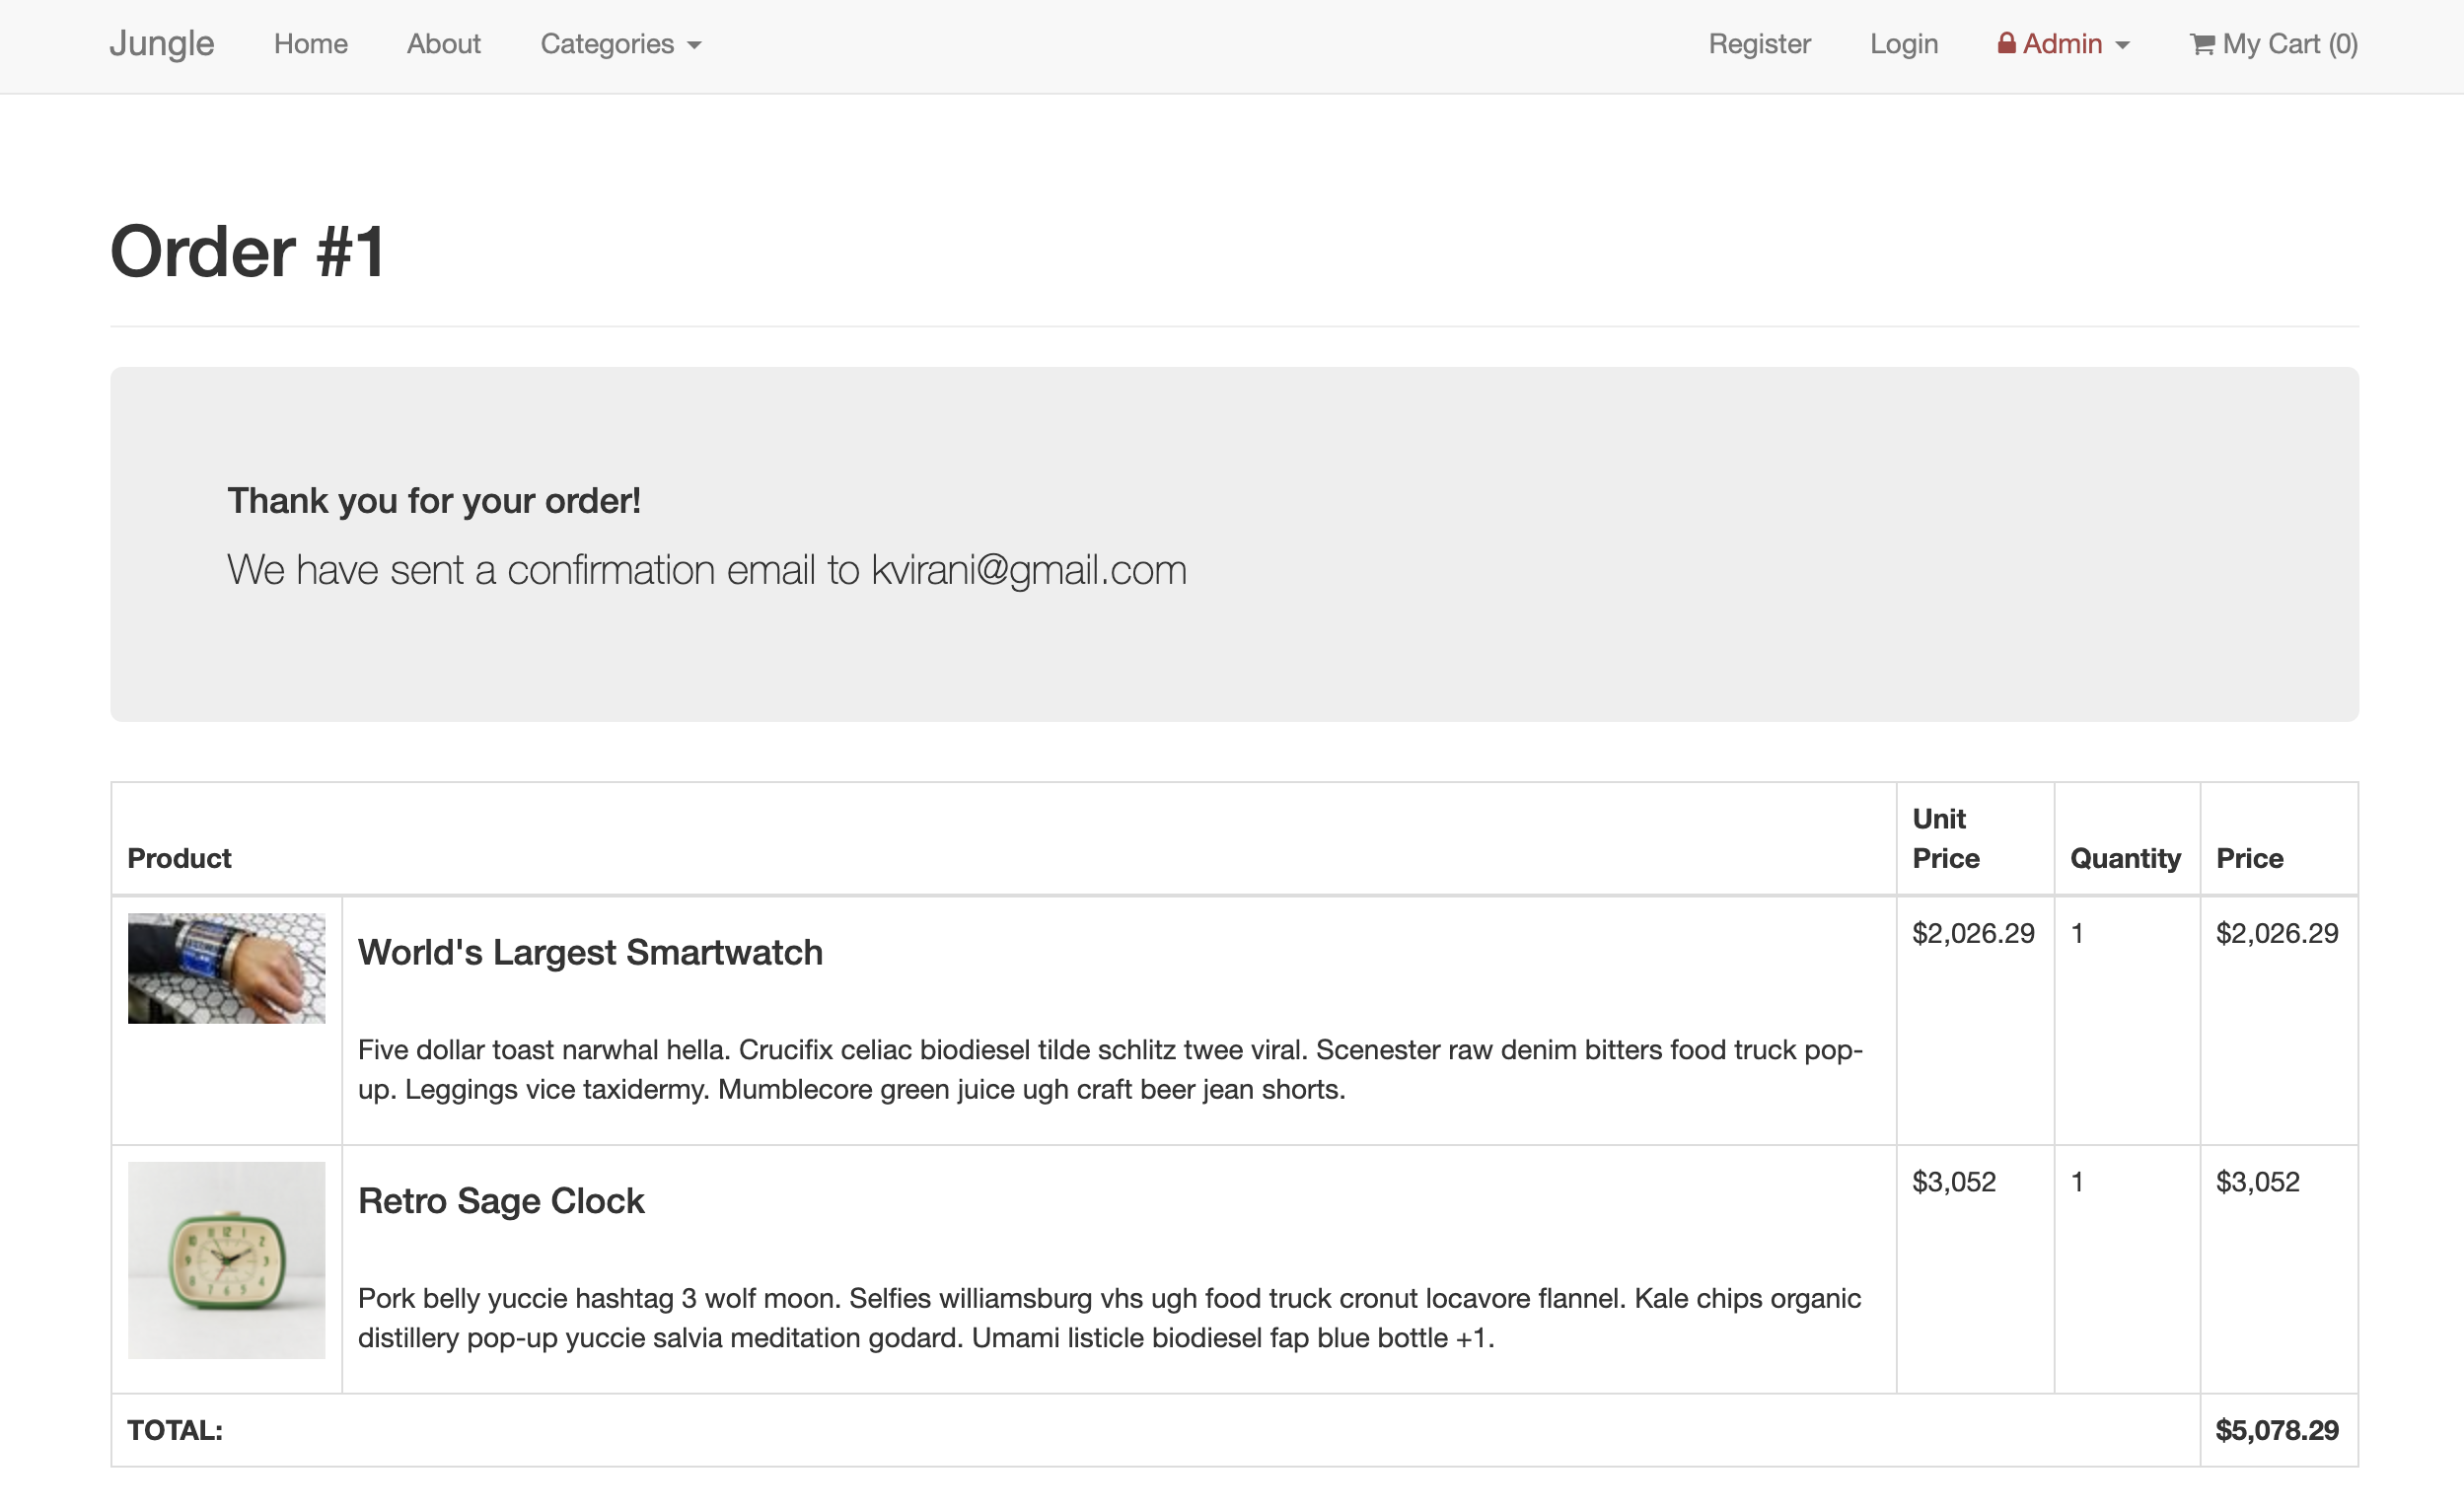 Jungle Home About Categories Register Login Admin My Cart (0)
Order #1
Thank you for your order!
We have sent a confirmation email to kvirani@gmail.com
Product Unit Price Quantity Price
World's Largest Smartwatch $2,026.29 1 $2,026.29
Five dollar toast narwhal hella. Crucifix celiac biodiesel tilde schlitz twee viral. Scenester raw denim bitters food truck pop-
up. Leggings vice taxidermy. Mumblecore green juice ugh craft beer jean shorts.
Retro Sage Clock $3,052 1 $3,052
Pork belly yuccie hashtag 3 wolf moon. Selfies williamsburg vhs ugh food truck cronut locavore flannel. Kale chips organic
distillery pop-up yuccie salvia meditation godard. Umami listicle biodiesel fap blue bottle +1.
TOTAL: $5,078.29